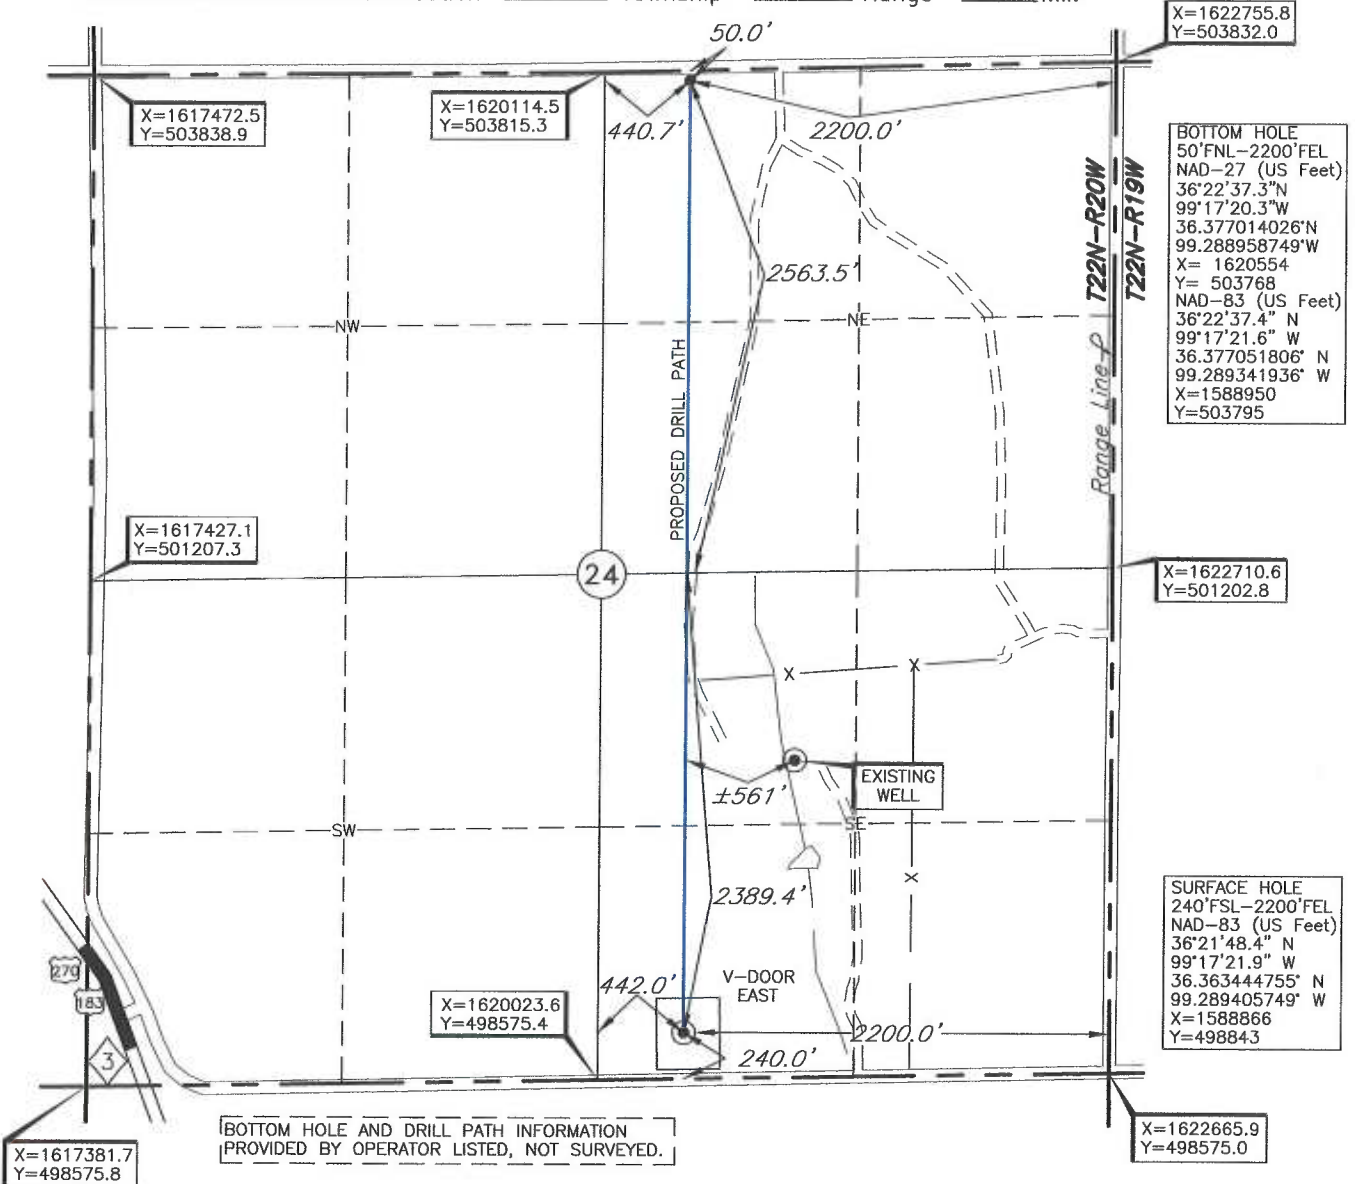 50.0'
X=1622755.8
Y=503832.0
X=1617472.5
Y=503838.9
X=1620114.5
Y=503815.3
440.7'
2200.0'
BOTTOM HOLE
50'FNL-2200'FEL
NAD-27 (US Feet)
36°22'37.3"N
99°17'20.3"W
36.377014026°N
99.288958749°W
X= 1620554
Y= 503768
NAD-83 (US Feet)
36°22'37.4" N
99°17'21.6" W
36.377051806° N
99.289341936° W
X=1588950
Y=503795
T22N-R20W
T22N-R19W
2563.5'
NW
NE
PROPOSED DRILL PATH
Range Line
X=1617427.1
Y=501207.3
24
X=1622710.6
Y=501202.8
X
X
±561'
EXISTING
WELL
SW
SE
X
2389.4'
SURFACE HOLE
240'FSL-2200'FEL
NAD-83 (US Feet)
36°21'48.4" N
99°17'21.9" W
36.363444755° N
99.289405749° W
X=1588866
Y=498843
270
183
3
442.0'
V-DOOR
EAST
X=1620023.6
Y=498575.4
2200.0'
240.0'
BOTTOM HOLE AND DRILL PATH INFORMATION
PROVIDED BY OPERATOR LISTED, NOT SURVEYED.
X=1617381.7
Y=498575.8
X=1622665.9
Y=498575.0